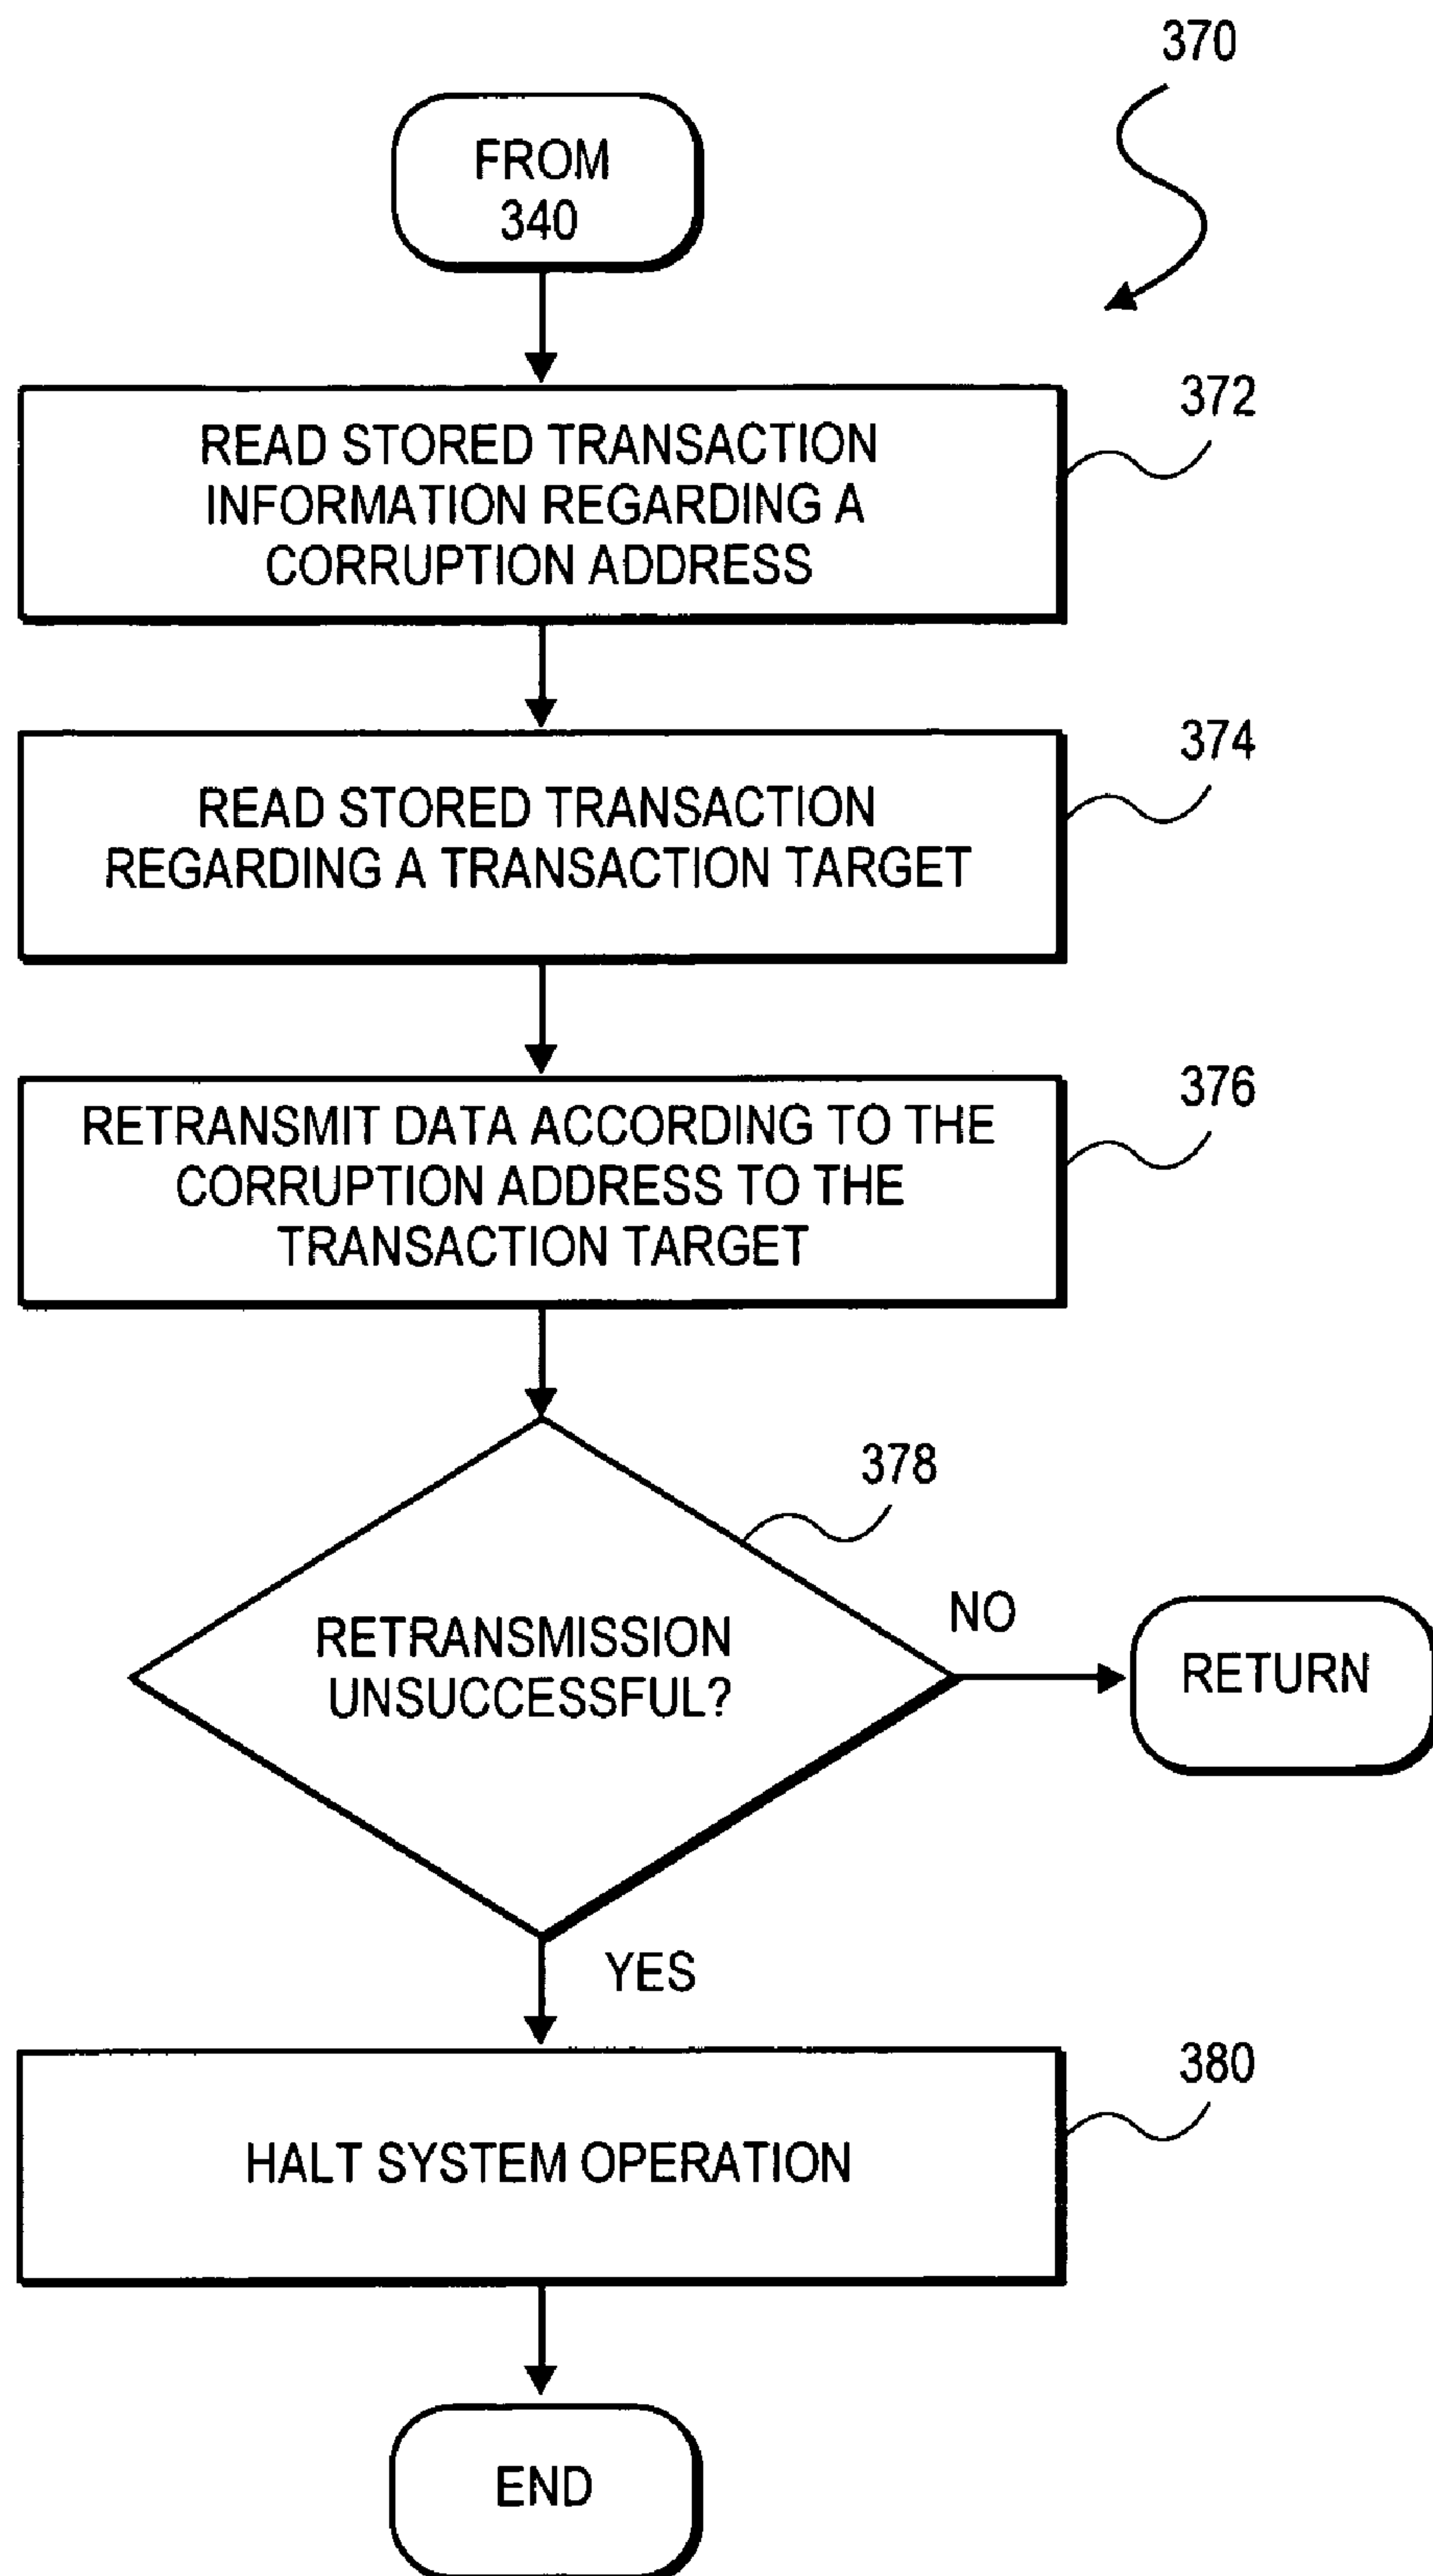 370
FROM
340
372
READ STORED TRANSACTION
INFORMATION REGARDING A
CORRUPTION ADDRESS
374
READ STORED TRANSACTION
REGARDING A TRANSACTION TARGET
376
RETRANSMIT DATA ACCORDING TO THE
CORRUPTION ADDRESS TO THE
TRANSACTION TARGET
378
RETRANSMISSION
UNSUCCESSFUL?
NO
RETURN
YES
380
HALT SYSTEM OPERATION
END